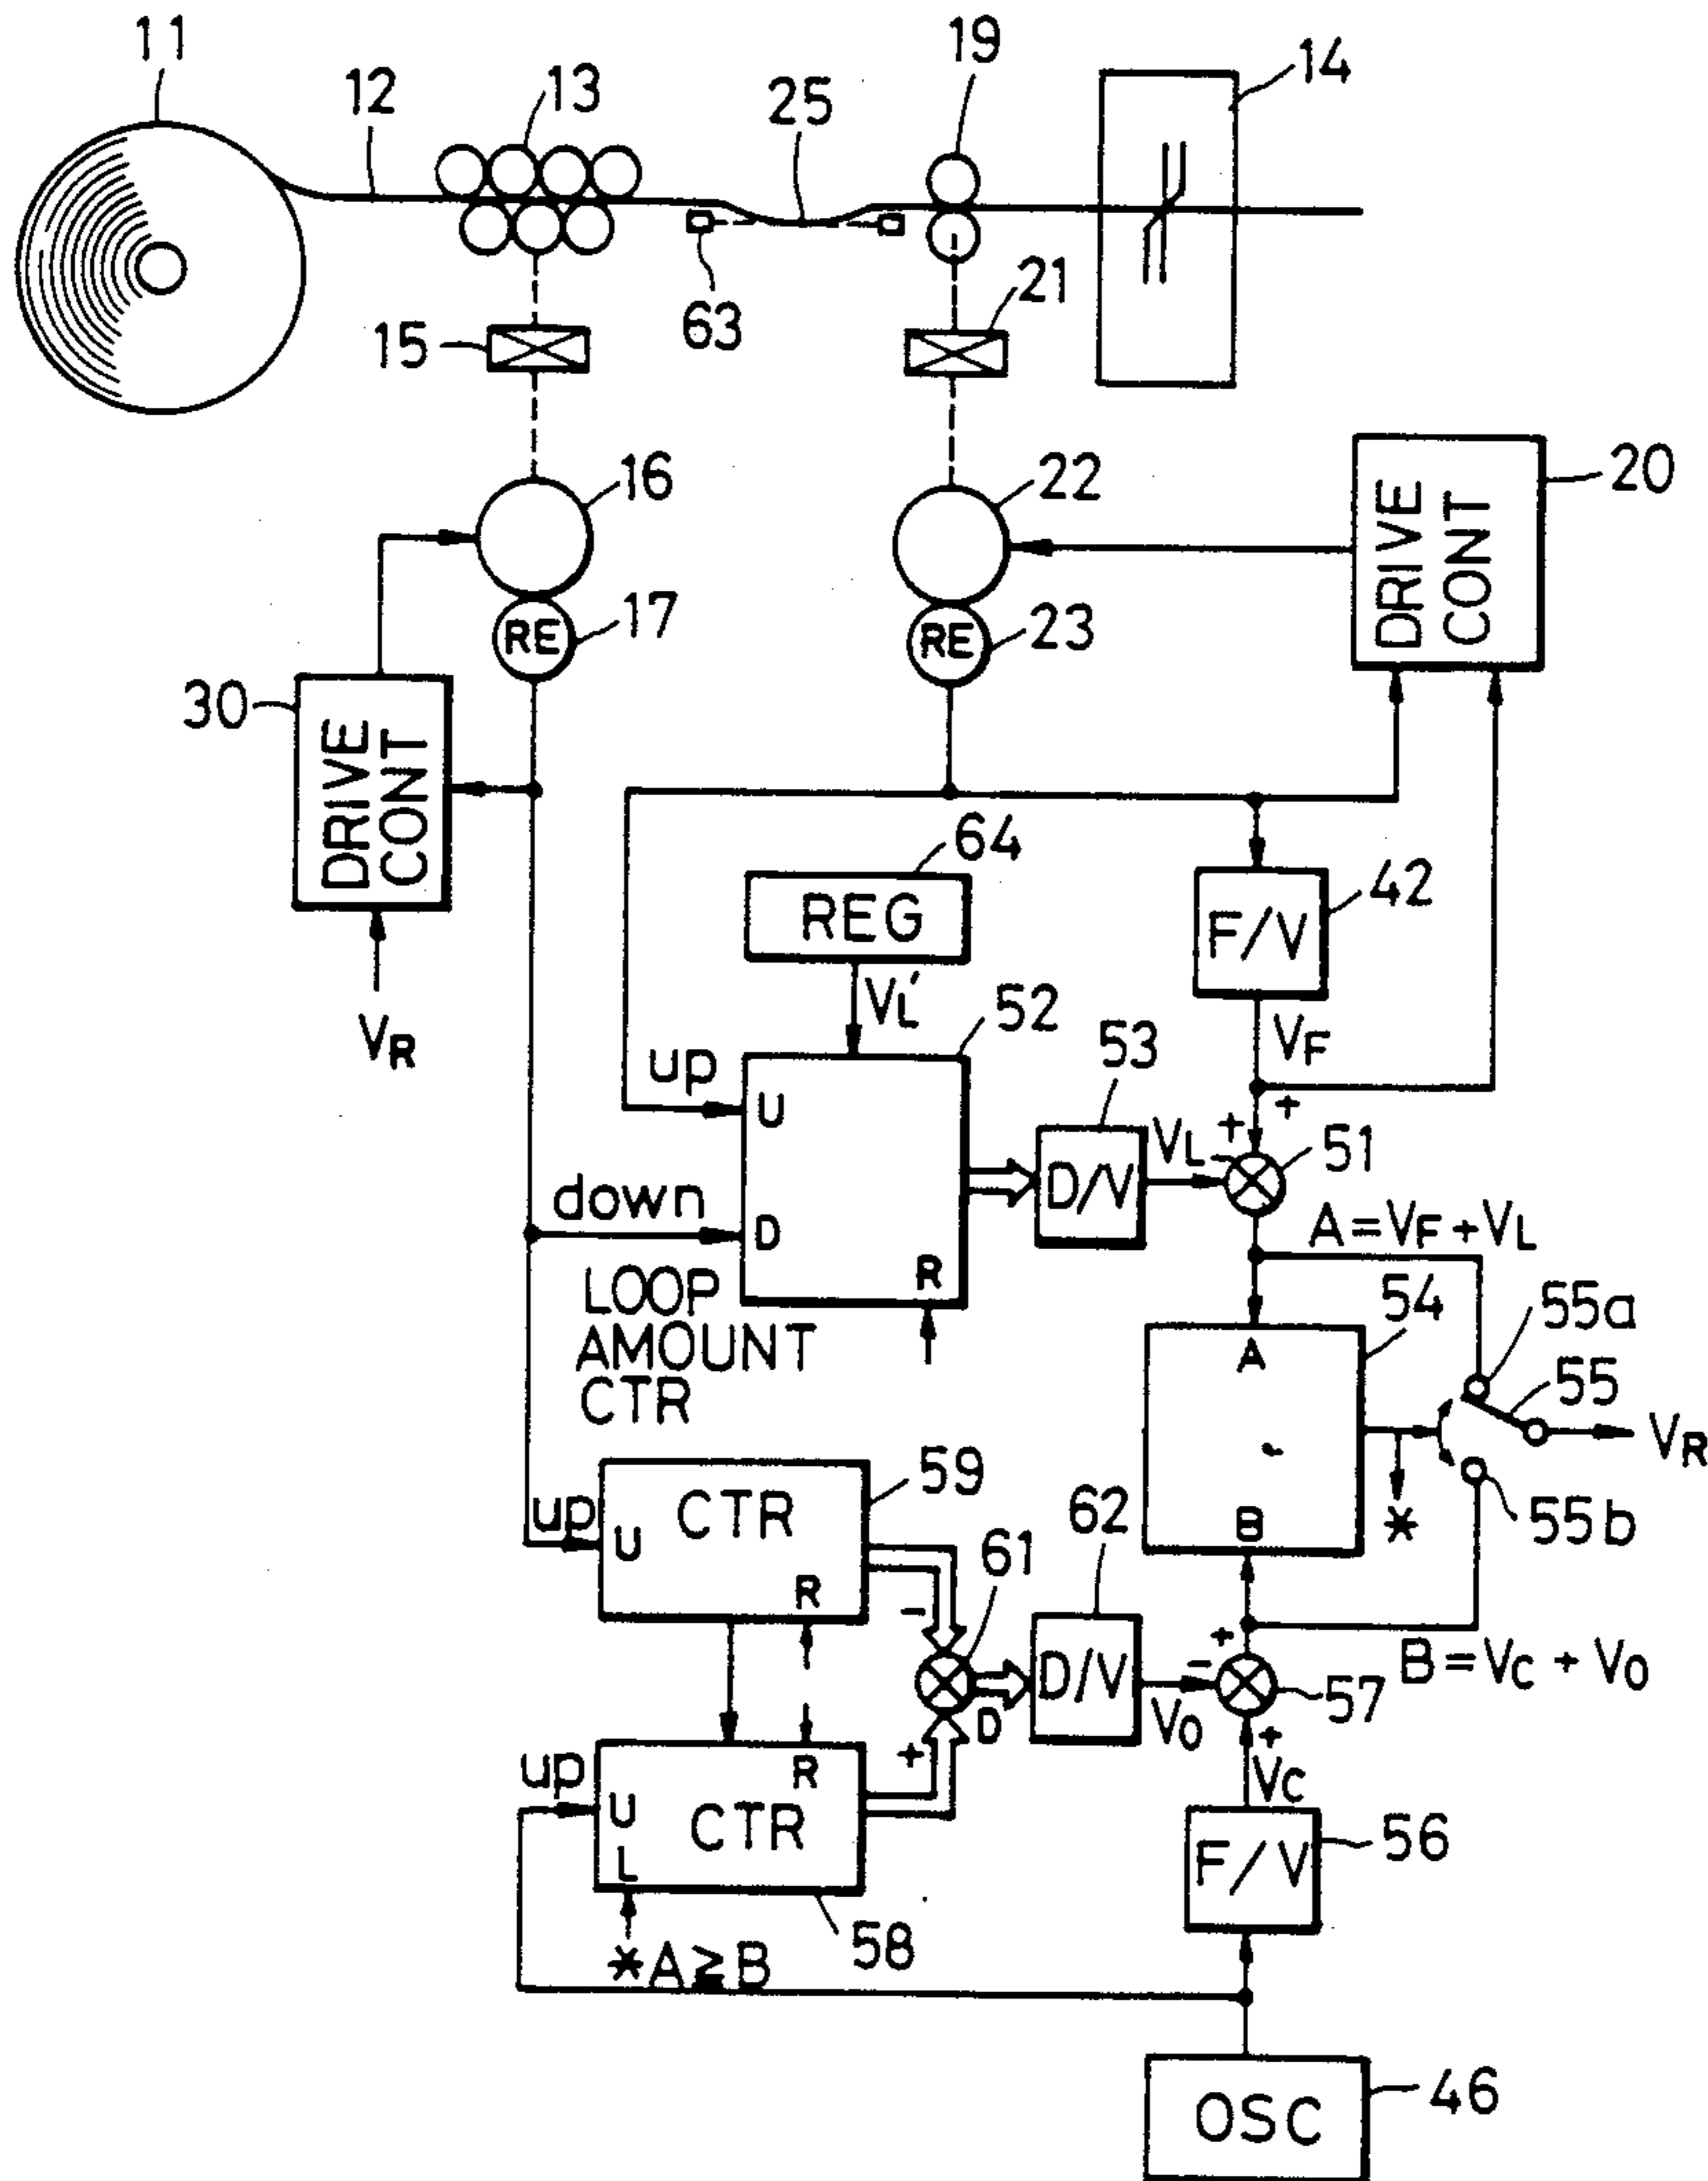 11
12
13
25
19
14
63
15
21
16
22
20
DRIVE
CONT
RE
17
RE
23
30
DRIVE
CONT
64
REG
42
F/V
VR
VL'
52
VF
up
U
53
+
+
51
VL
-
D/V
down
D
A=VF+VL
R
LOOP
AMOUNT
CTR
54
55a
A
55
VR
59
CTR
up
U
62
B
*
55b
61
R
-
D/V
+
-
B=VC+VO
57
D
VO
+
up
R
+
VC
U
CTR
56
L
F/V
58
*A≧B
OSC
46